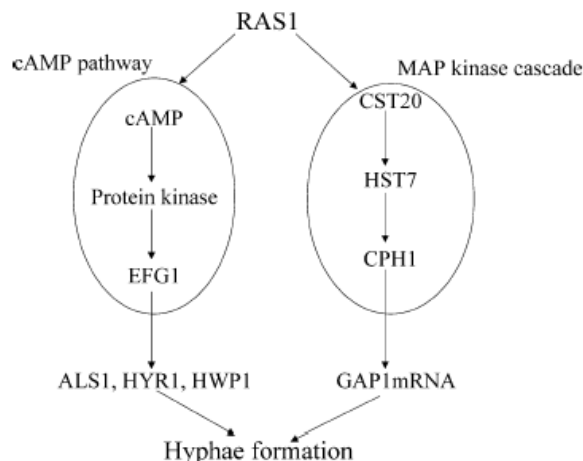 RAS1
cAMP pathway
MAP kinase cascade
cAMP
CST20
Protein kinase
HST7
EFG1
CPH1
ALS1, HYR1, HWP1
GAP1mRNA
Hyphae formation